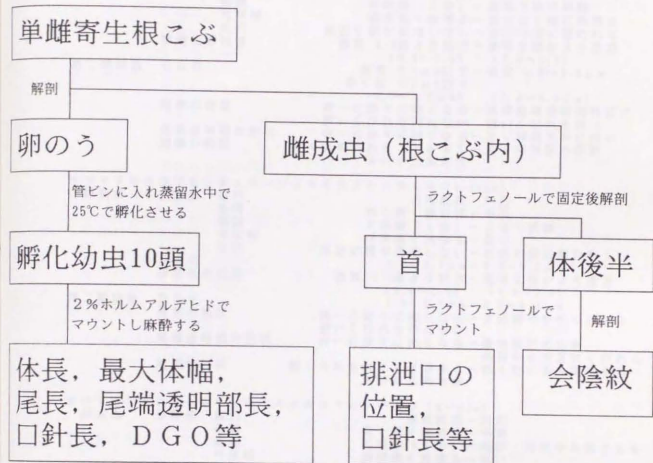 単雌寄生根こぶ
解剖
卵のう
雌成虫（根こぶ内）
管ビンに入れ蒸留水中で
25℃で孵化させる
ラクトフェノールで固定後解剖
孵化幼虫10頭
首
体後半
２％ホルムアルデヒドで
マウントし麻酔する
ラクトフェノールで
マウント
解剖
体長，最大体幅，
尾長，尾端透明部長，
口針長，ＤＧＯ等
排泄口の
位置，
口針長等
会陰紋